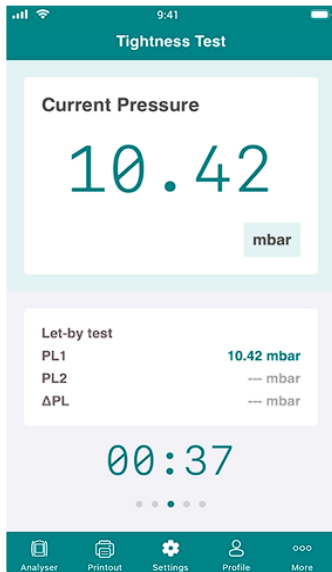 9:41
Tightness Test
Current Pressure
10.42
mbar
Let-by test
PL1 10.42 mbar
PL2 --- mbar
ΔPL --- mbar
00:37
Analyser Printout Settings Profile More